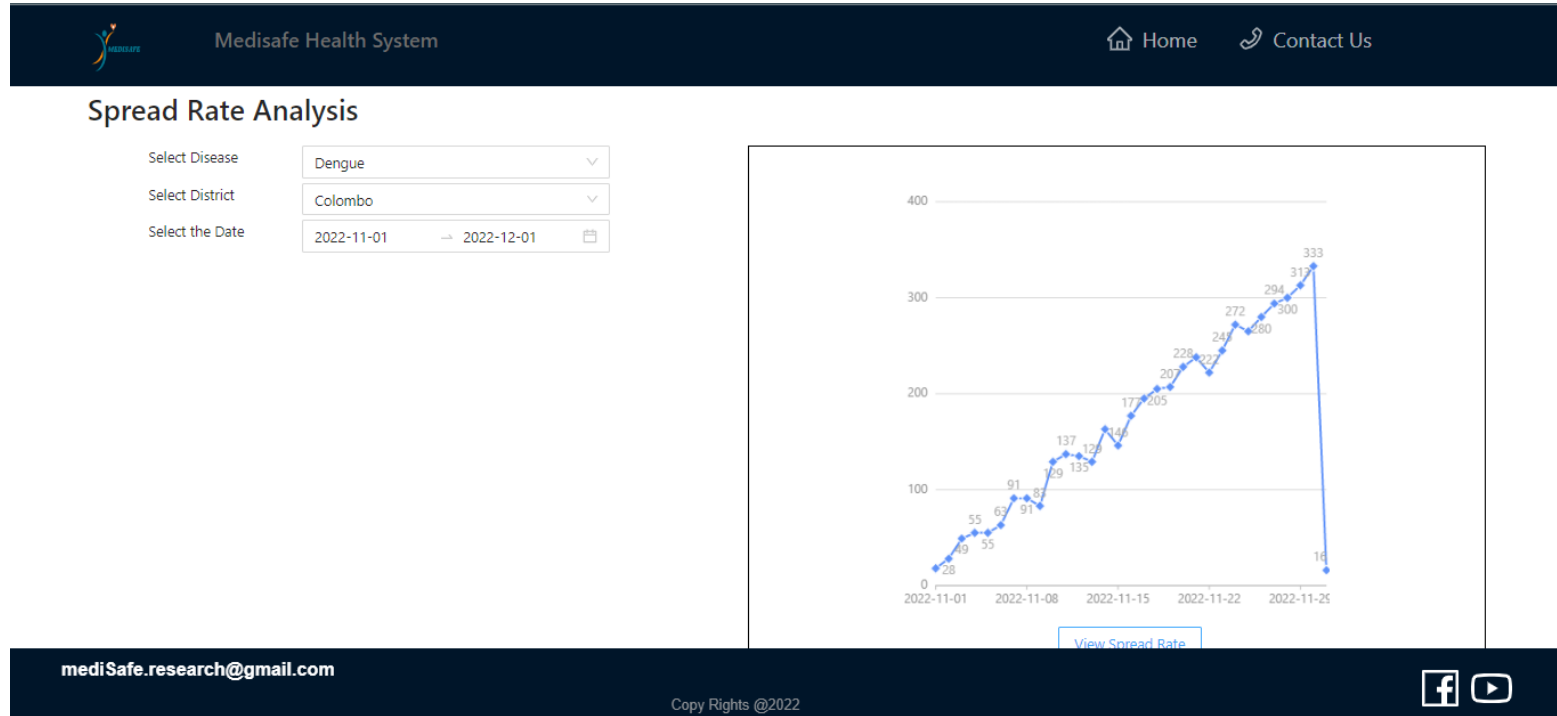 MEDISAFE
Medisafe Health System
Home
Contact Us
Spread Rate Analysis
Select Disease
Dengue
Select District
Colombo
Select the Date
2022-11-01 → 2022-12-01
400
300
200
100
0
28
49
55
55
63
91
91
83
129
137
135
129
146
177
205
207
228
222
245
272
280
294
300
313
333
16
2022-11-01
2022-11-08
2022-11-15
2022-11-22
2022-11-29
View Spread Rate
mediSafe.research@gmail.com
Copy Rights @2022